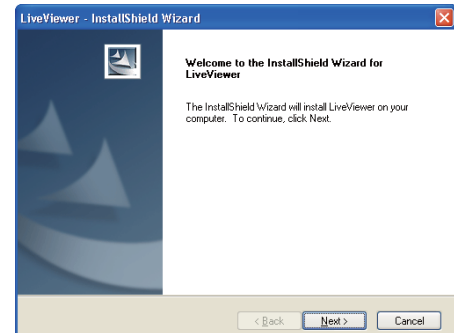 LiveViewer - InstallShield Wizard
Welcome to the InstallShield Wizard for
LiveViewer
The InstallShield Wizard will install LiveViewer on your
computer. To continue, click Next.
< Back
Next >
Cancel